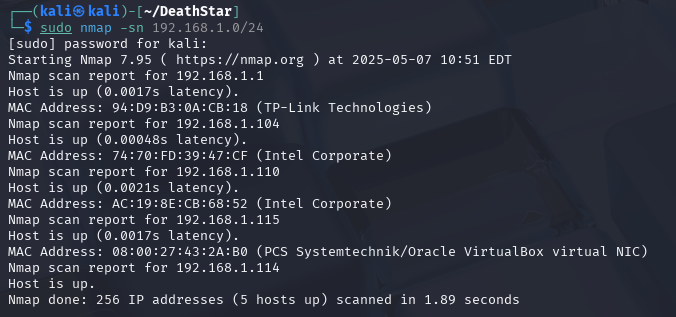 ┌──(kali㉿kali)-[~/DeathStar]
└─$ sudo nmap -sn 192.168.1.0/24
[sudo] password for kali:
Starting Nmap 7.95 ( https://nmap.org ) at 2025-05-07 10:51 EDT
Nmap scan report for 192.168.1.1
Host is up (0.0017s latency).
MAC Address: 94:D9:B3:0A:CB:18 (TP-Link Technologies)
Nmap scan report for 192.168.1.104
Host is up (0.00048s latency).
MAC Address: 74:70:FD:39:47:CF (Intel Corporate)
Nmap scan report for 192.168.1.110
Host is up (0.0021s latency).
MAC Address: AC:19:8E:CB:68:52 (Intel Corporate)
Nmap scan report for 192.168.1.115
Host is up (0.0017s latency).
MAC Address: 08:00:27:43:2A:B0 (PCS Systemtechnik/Oracle VirtualBox virtual NIC)
Nmap scan report for 192.168.1.114
Host is up.
Nmap done: 256 IP addresses (5 hosts up) scanned in 1.89 seconds